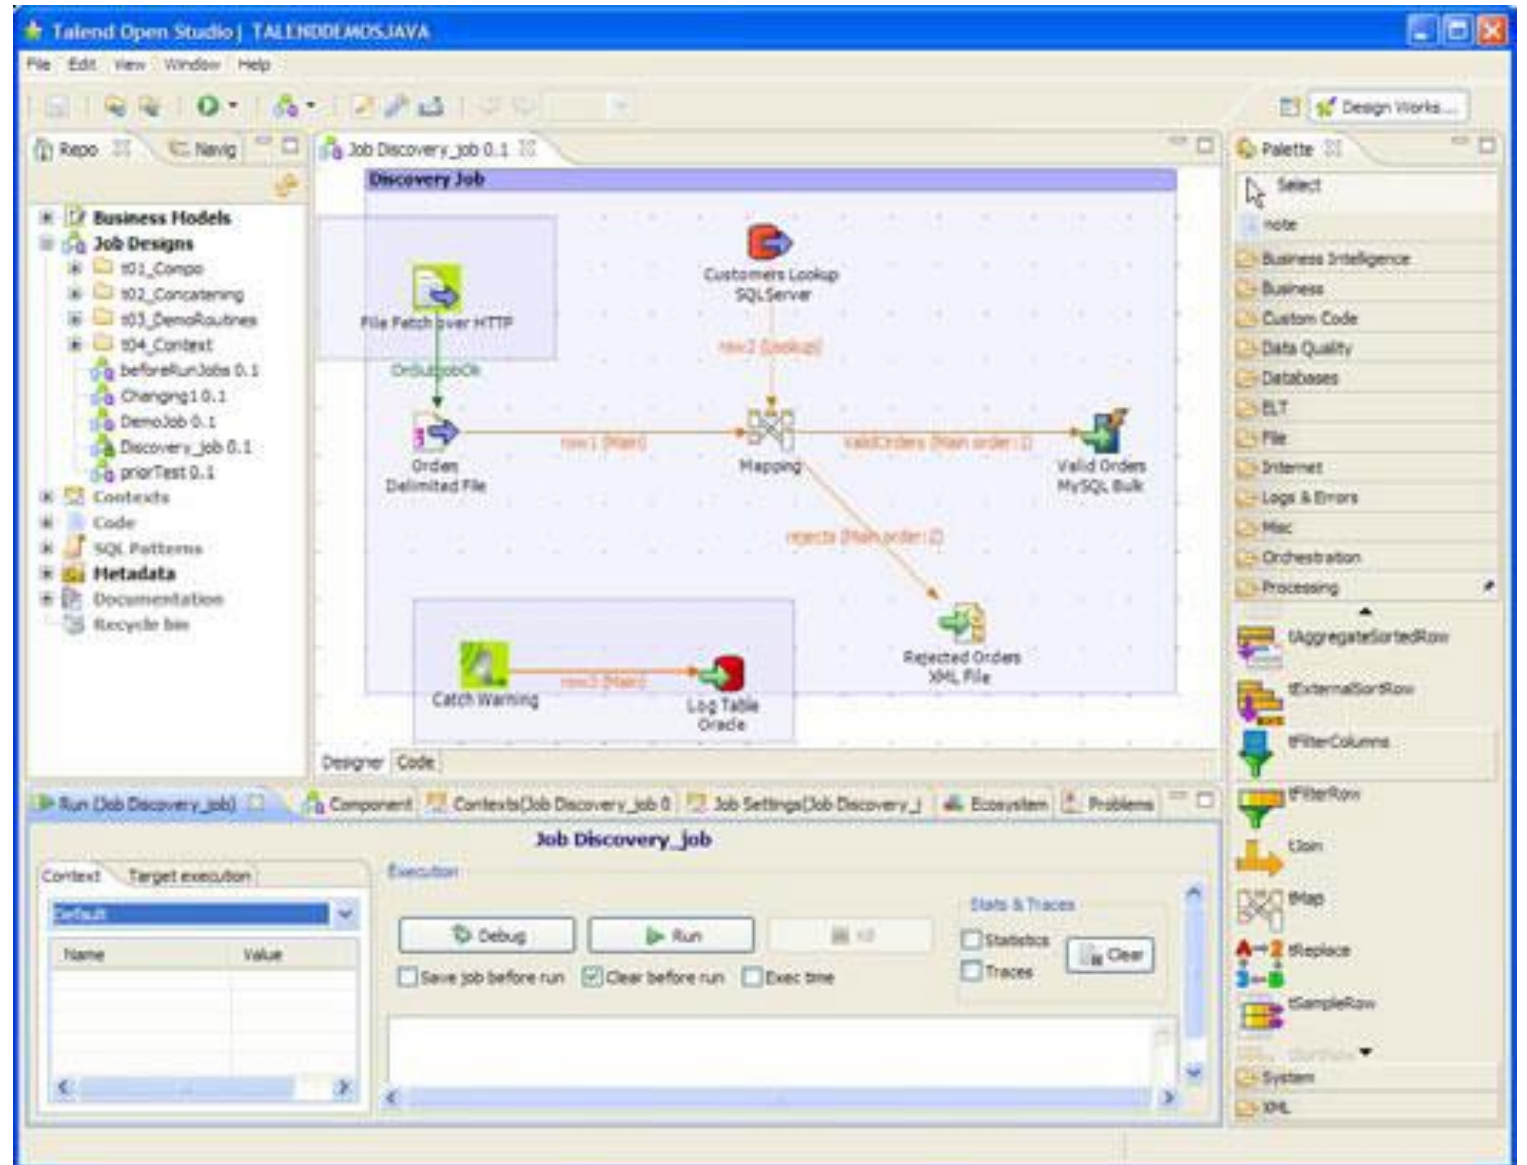 Talend Open Studio | TALENDDEMOSJAVA
File Edit View Window Help
Design Works...
Repo Navig
Job Discovery_job 0.1
Palette
Discovery Job
Select
note
Business Models
Job Designs
t01_Compo
t02_Concatening
t03_DemoRoutines
t04_Context
beforeRunJobs 0.1
Changing1 0.1
DemoJob 0.1
Discovery_job 0.1
priorTest 0.1
Contexts
Code
SQL Patterns
Metadata
Documentation
Recycle bin
File Fetch over HTTP
Customers Lookup
SQLServer
row2 (Lookup)
OnSubjobOk
Orders
Delimited File
row1 (Main)
Mapping
ValidOrders (Main order:1)
Valid Orders
MySQL Bulk
rejects (Main order:2)
Rejected Orders
XML File
Catch Warning
row3 (Main)
Log Table
Oracle
Designer Code
Business Intelligence
Business
Custom Code
Data Quality
Databases
ELT
File
Internet
Logs & Errors
Misc
Orchestration
Processing
tAggregateSortedRow
tExternalSortRow
tFilterColumns
tFilterRow
tJoin
tMap
tReplace
tSampleRow
System
XML
Run (Job Discovery_job) Component Contexts(Job Discovery_job 0 Job Settings(Job Discovery_j Ecosystem Problems
Job Discovery_job
Context Target execution
Default
Name Value
Execution
Debug Run
Save job before run Clear before run Exec time
Stats & Traces
Statistics
Traces
Clear